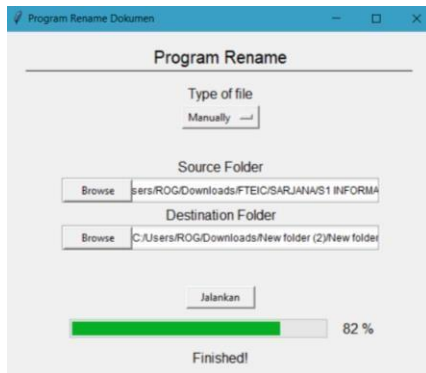 Program Rename Dokumen
Program Rename
Type of file
Manually
Source Folder
Browse sers/ROG/Downloads/FTEIC/SARJANA/S1 INFORMA
Destination Folder
Browse C:/Users/ROG/Downloads/New folder (2)/New folder
Jalankan
82 %
Finished!